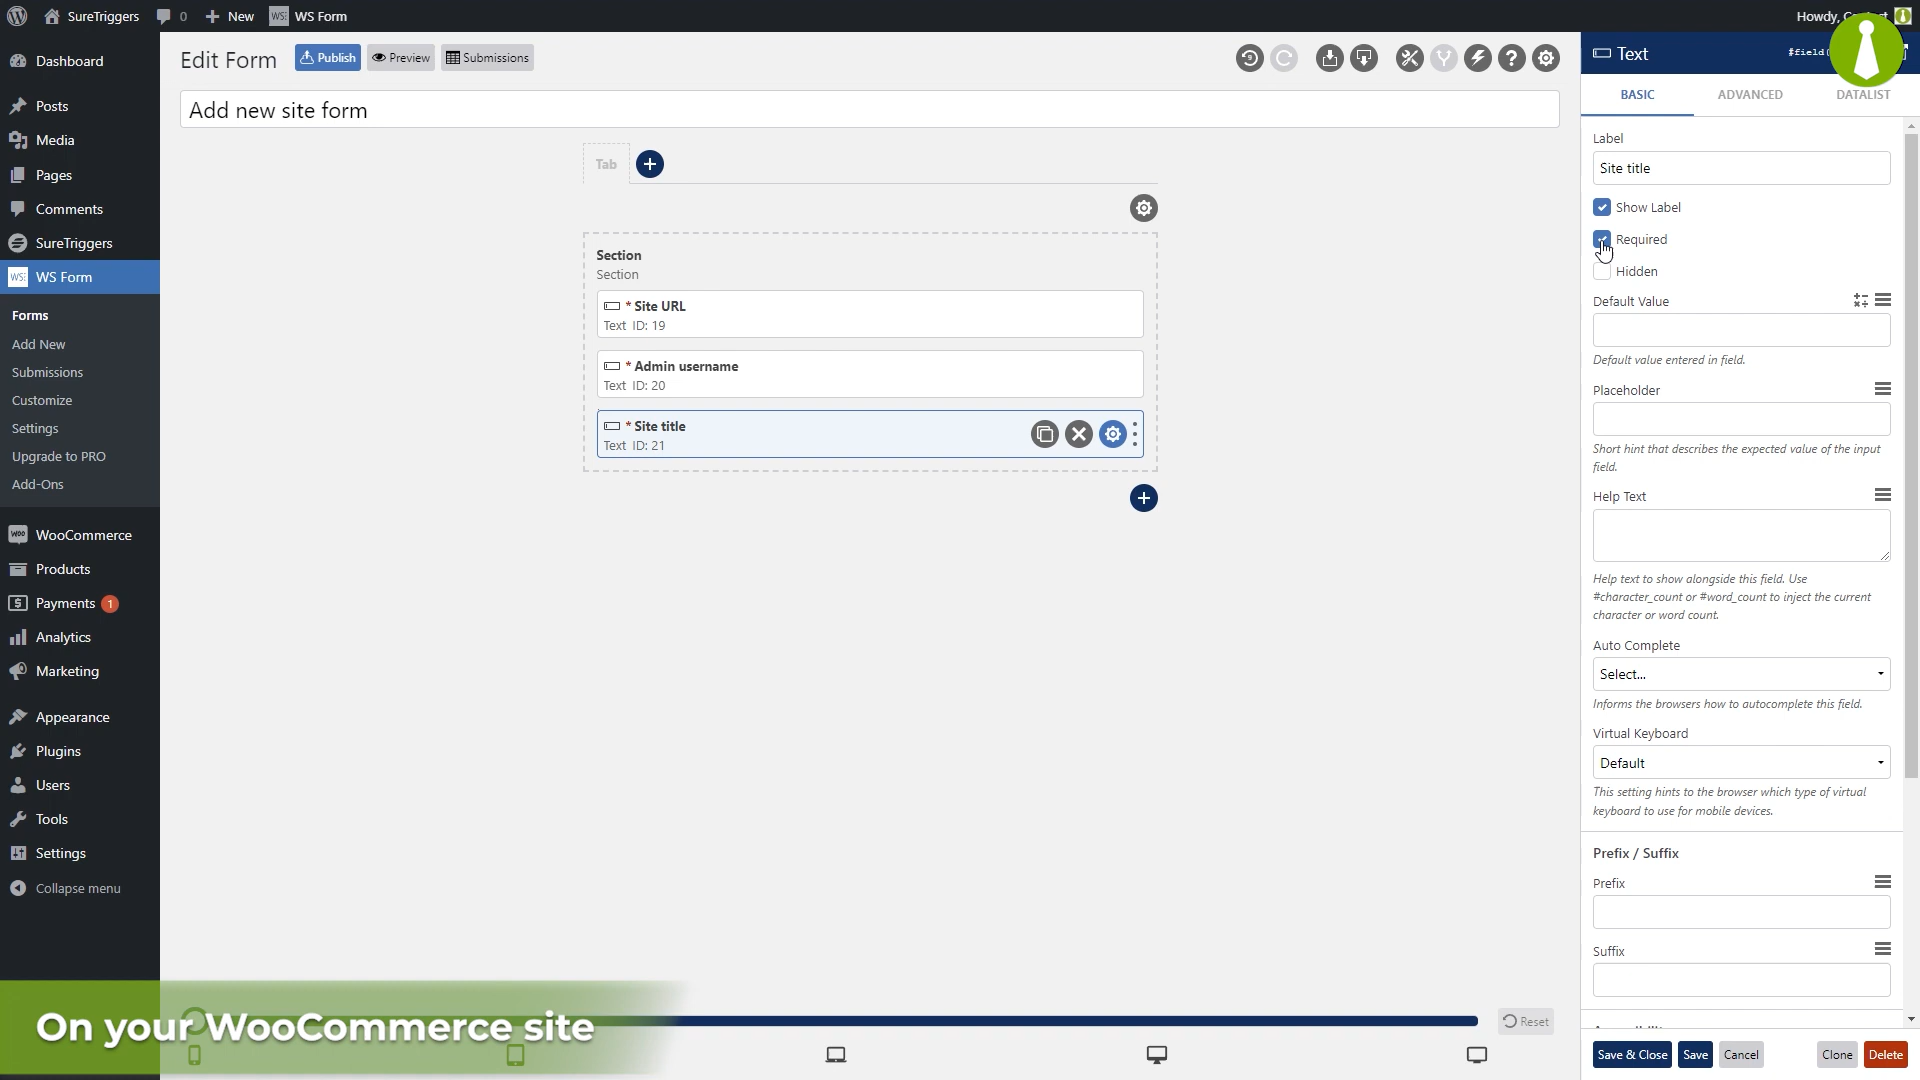 SureTriggers
0
New
WS Form
Howdy,
Dashboard
Posts
Media
Pages
Comments
SureTriggers
WS Form
Forms
Add New
Submissions
Customize
Settings
Upgrade to PRO
Add-Ons
WooCommerce
Products
Payments 1
Analytics
Marketing
Appearance
Plugins
Users
Tools
Settings
Collapse menu
Edit Form
Publish
Preview
Submissions
Add new site form
Tab
Section
Section
* Site URL
Text ID: 19
* Admin username
Text ID: 20
* Site title
Text ID: 21
Reset
On your WooCommerce site
Text
#field(
BASIC
ADVANCED
DATALIST
Label
Site title
Show Label
Required
Hidden
Default Value
Default value entered in field.
Placeholder
Short hint that describes the expected value of the input
field.
Help Text
Help text to show alongside this field. Use
#character_count or #word_count to inject the current
character or word count.
Auto Complete
Select...
Informs the browsers how to autocomplete this field.
Virtual Keyboard
Default
This setting hints to the browser which type of virtual
keyboard to use for mobile devices.
Prefix / Suffix
Prefix
Suffix
Save & Close
Save
Cancel
Clone
Delete